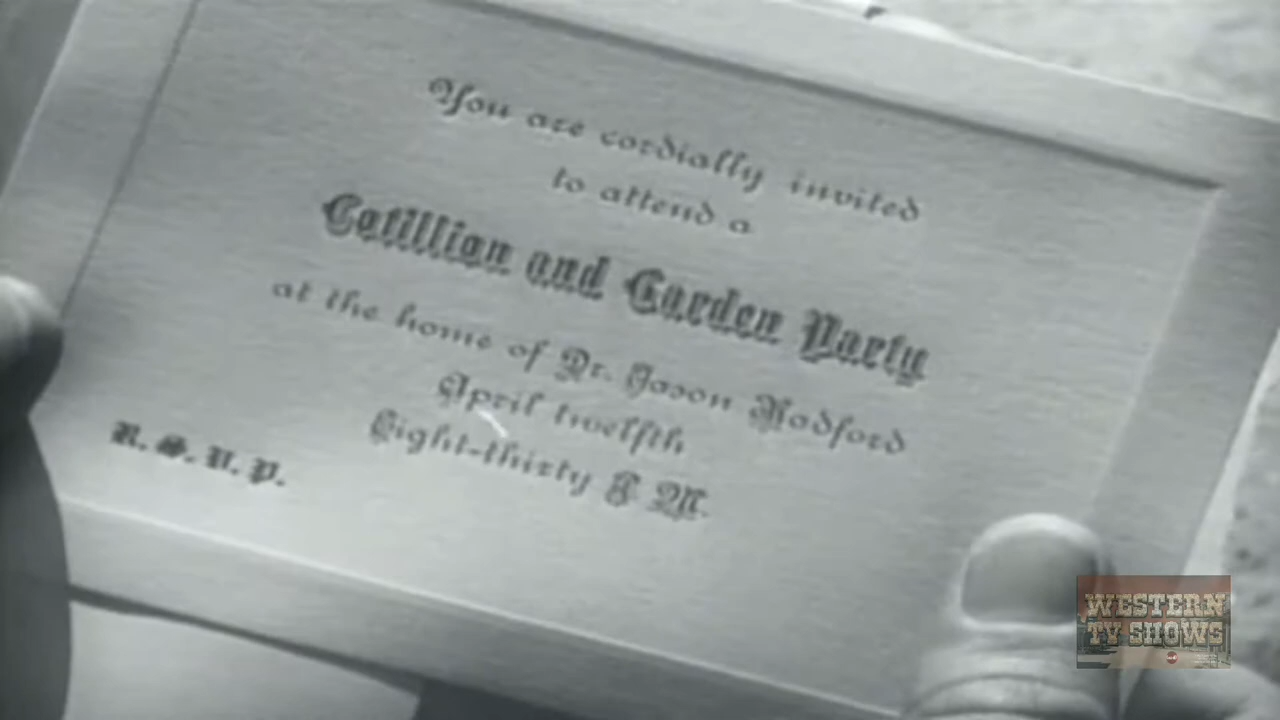 You are cordially invited
to attend a
Cotillion and Garden Party
at the home of Dr. Jason Radford
April twelfth
Eight-thirty P. M.
R. S. V. P.
WESTERN
TV SHOWS